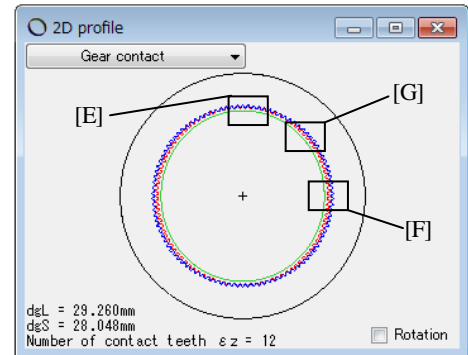 2D profile
Gear contact
[E]
[G]
[F]
dgL = 29.260mm
dgS = 28.048mm
Number of contact teeth εz = 12
Rotation